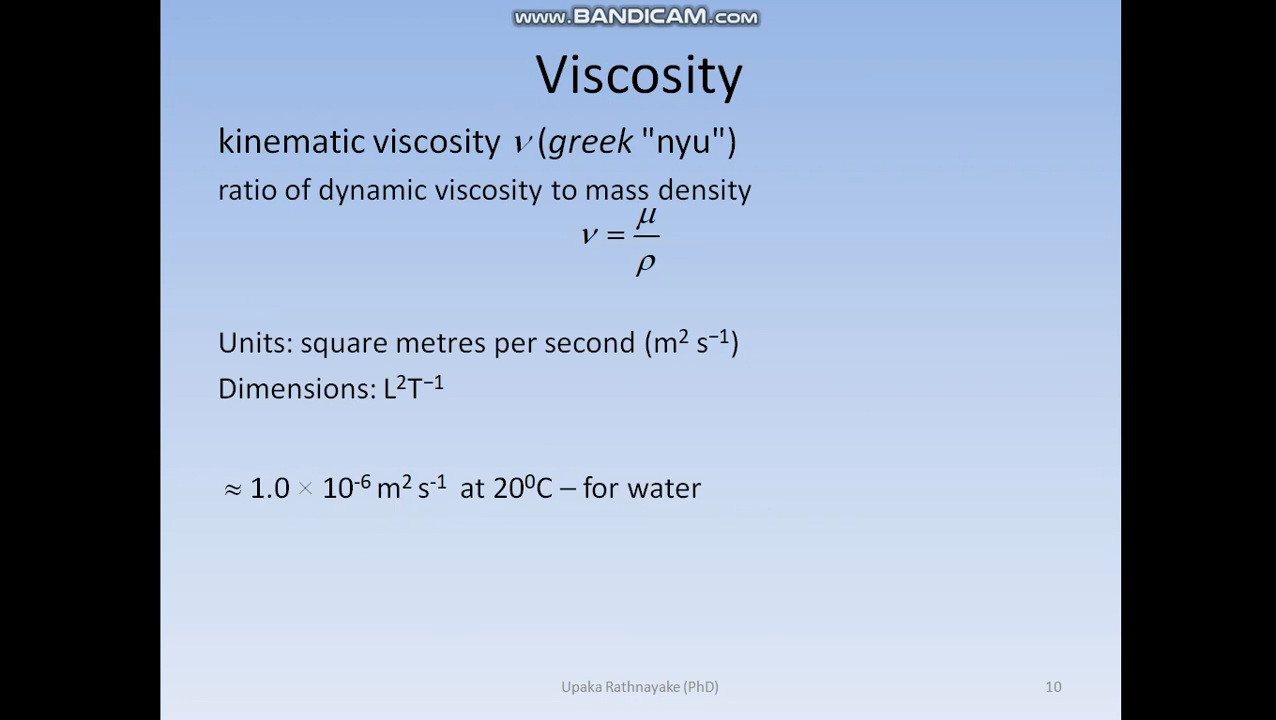 www.BANDICAM.com
Viscosity
kinematic viscosity ν (greek "nyu")
ratio of dynamic viscosity to mass density
ν = μ/ρ
Units: square metres per second (m² s⁻¹)
Dimensions: L²T⁻¹
≈ 1.0 × 10⁻⁶ m² s⁻¹ at 20⁰C – for water
Upaka Rathnayake (PhD) 10